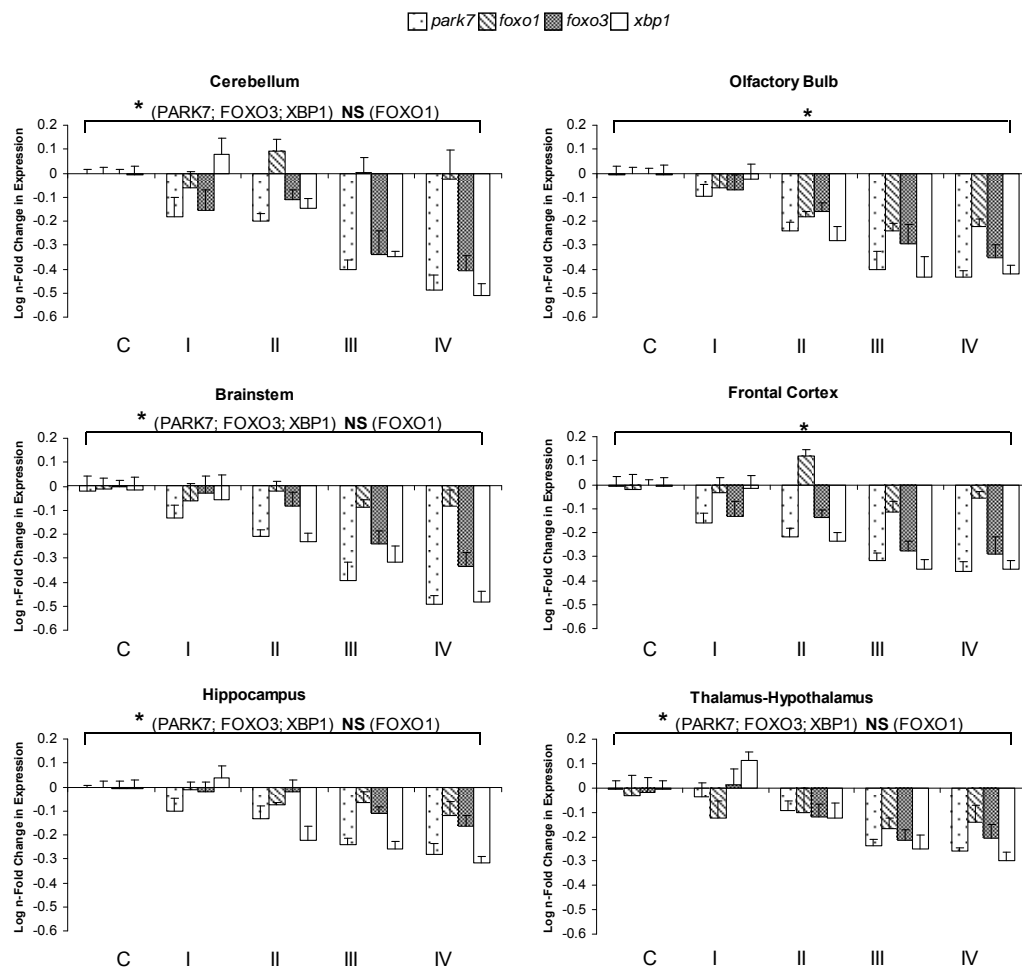 park7 foxo1 foxo3 xbp1
Cerebellum
* (PARK7; FOXO3; XBP1) NS (FOXO1)
Log n-Fold Change in Expression
0.2
0.1
0
-0.1
-0.2
-0.3
-0.4
-0.5
-0.6
C I II III IV
Olfactory Bulb
*
Log n-Fold Change in Expression
0.2
0.1
0
-0.1
-0.2
-0.3
-0.4
-0.5
-0.6
C I II III IV
Brainstem
* (PARK7; FOXO3; XBP1) NS (FOXO1)
Log n-Fold Change in Expression
0.2
0.1
0
-0.1
-0.2
-0.3
-0.4
-0.5
-0.6
C I II III IV
Frontal Cortex
*
Log n-Fold Change in Expression
0.2
0.1
0
-0.1
-0.2
-0.3
-0.4
-0.5
-0.6
C I II III IV
Hippocampus
* (PARK7; FOXO3; XBP1) NS (FOXO1)
Log n-Fold Change in Expression
0.2
0.1
0
-0.1
-0.2
-0.3
-0.4
-0.5
-0.6
C I II III IV
Thalamus-Hypothalamus
* (PARK7; FOXO3; XBP1) NS (FOXO1)
Log n-Fold Change in Expression
0.2
0.1
0
-0.1
-0.2
-0.3
-0.4
-0.5
-0.6
C I II III IV